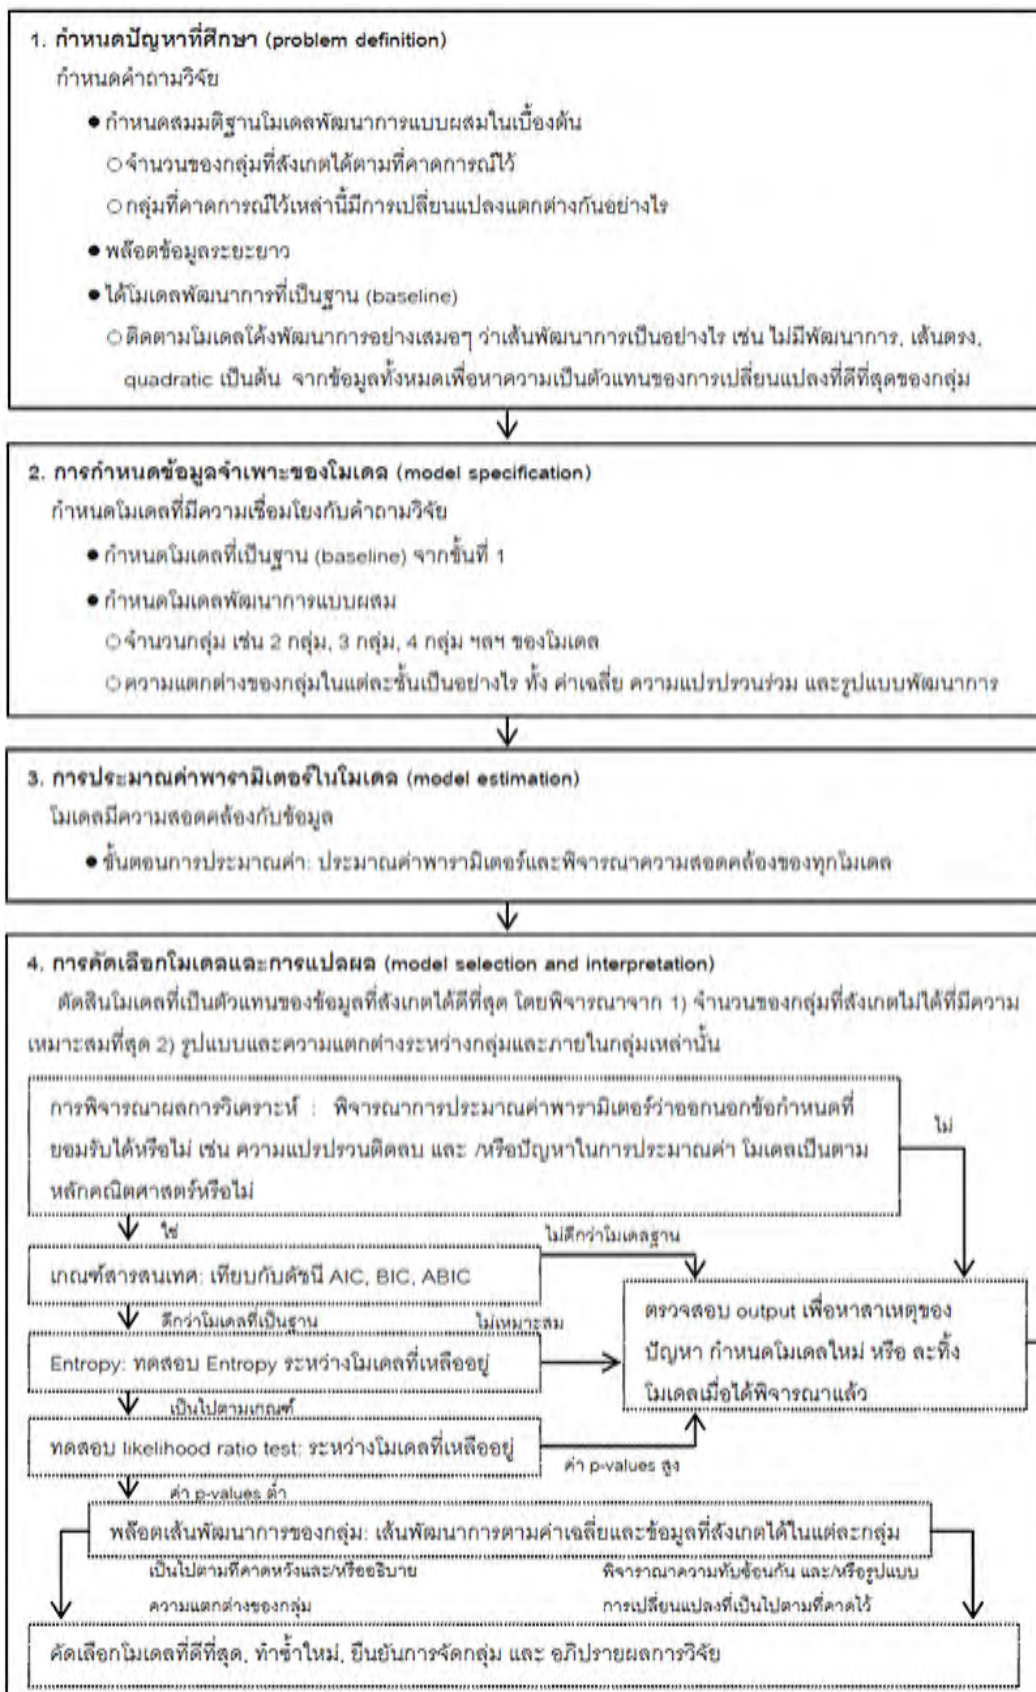 1. กำหนดปัญหาที่ศึกษา (problem definition)
กำหนดคำถามวิจัย
● กำหนดสมมติฐานโมเดลพัฒนาการแบบผสมในเบื้องต้น
○ จำนวนของกลุ่มที่สังเกตได้ตามที่คาดการณ์ไว้
○ กลุ่มที่คาดการณ์ไว้เหล่านี้มีการเปลี่ยนแปลงแตกต่างกันอย่างไร
● พล๊อตข้อมูลระยะยาว
● ได้โมเดลพัฒนาการที่เป็นฐาน (baseline)
○ ติดตามโมเดลโค้งพัฒนาการอย่างเสมอๆ ว่าเส้นพัฒนาการเป็นอย่างไร เช่น ไม่มีพัฒนาการ, เส้นตรง,
quadratic เป็นต้น จากข้อมูลทั้งหมดเพื่อหาความเป็นตัวแทนของการเปลี่ยนแปลงที่ดีที่สุดของกลุ่ม
2. การกำหนดข้อมูลจำเพาะของโมเดล (model specification)
กำหนดโมเดลที่มีความเชื่อมโยงกับคำถามวิจัย
● กำหนดโมเดลที่เป็นฐาน (baseline) จากขั้นที่ 1
● กำหนดโมเดลพัฒนาการแบบผสม
○ จำนวนกลุ่ม เช่น 2 กลุ่ม, 3 กลุ่ม, 4 กลุ่ม ฯลฯ ของโมเดล
○ ความแตกต่างของกลุ่มในแต่ละชั้นเป็นอย่างไร ทั้ง ค่าเฉลี่ย ความแปรปรวนร่วม และรูปแบบพัฒนาการ
3. การประมาณค่าพารามิเตอร์ในโมเดล (model estimation)
โมเดลมีความสอดคล้องกับข้อมูล
● ขั้นตอนการประมาณค่า: ประมาณค่าพารามิเตอร์และพิจารณาความสอดคล้องของทุกโมเดล
4. การคัดเลือกโมเดลและการแปลผล (model selection and interpretation)
ตัดสินโมเดลที่เป็นตัวแทนของข้อมูลที่สังเกตได้ดีที่สุด โดยพิจารณาจาก 1) จำนวนของกลุ่มที่สังเกตไม่ได้ที่มีความ
เหมาะสมที่สุด 2) รูปแบบและความแตกต่างระหว่างกลุ่มและภายในกลุ่มเหล่านั้น
การพิจารณาผลการวิเคราะห์ : พิจารณาการประมาณค่าพารามิเตอร์ว่าออกนอกข้อกำหนดที่
ยอมรับได้หรือไม่ เช่น ความแปรปรวนติดลบ และ /หรือปัญหาในการประมาณค่า โมเดลเป็นตาม
หลักคณิตศาสตร์หรือไม่
ไม่
ใช่
ไม่ดีกว่าโมเดลฐาน
เกณฑ์สารสนเทศ: เทียบกับดัชนี AIC, BIC, ABIC
ดีกว่าโมเดลที่เป็นฐาน
ไม่เหมาะสม
Entropy: ทดสอบ Entropy ระหว่างโมเดลที่เหลืออยู่
ตรวจสอบ output เพื่อหาสาเหตุของ
ปัญหา กำหนดโมเดลใหม่ หรือ ละทิ้ง
โมเดลเมื่อได้พิจารณาแล้ว
เป็นไปตามเกณฑ์
ทดสอบ likelihood ratio test: ระหว่างโมเดลที่เหลืออยู่
ค่า p-values สูง
ค่า p-values ต่ำ
พล๊อตเส้นพัฒนาการของกลุ่ม: เส้นพัฒนาการตามค่าเฉลี่ยและข้อมูลที่สังเกตได้ในแต่ละกลุ่ม
เป็นไปตามที่คาดหวังและ/หรืออธิบาย
ความแตกต่างของกลุ่ม
พิจาราณาความทับซ้อนกัน และ/หรือรูปแบบ
การเปลี่ยนแปลงที่เป็นไปตามที่คาดไว้
คัดเลือกโมเดลที่ดีที่สุด, ทำซ้ำใหม่, ยืนยันการจัดกลุ่ม และ อภิปรายผลการวิจัย